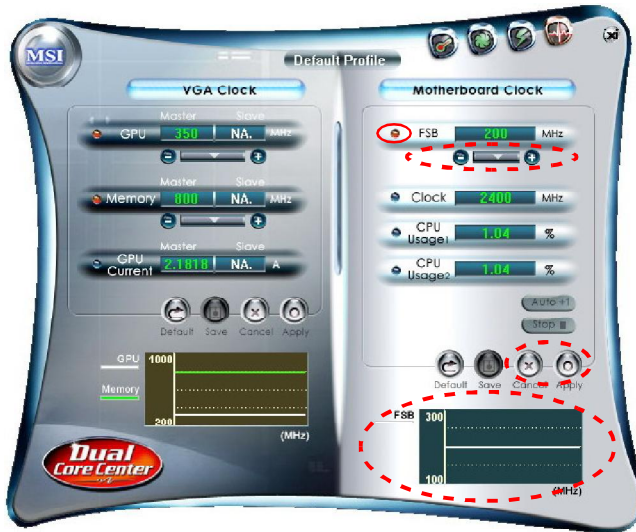 MSI
Default Profile
VGA Clock
Master Slave
GPU 350 NA. MHz
Master Slave
Memory 800 NA. MHz
Master Slave
GPU Current 2.1818 NA. A
Default Save Cancel Apply
GPU
Memory
1000
200
(MHz)
Dual
Core Center
Motherboard Clock
FSB 200 MHz
Clock 2400 MHz
CPU Usage1 1.04 %
CPU Usage2 1.04 %
Auto +1
Stop
Default Save Cancel Apply
FSB
300
100
(MHz)